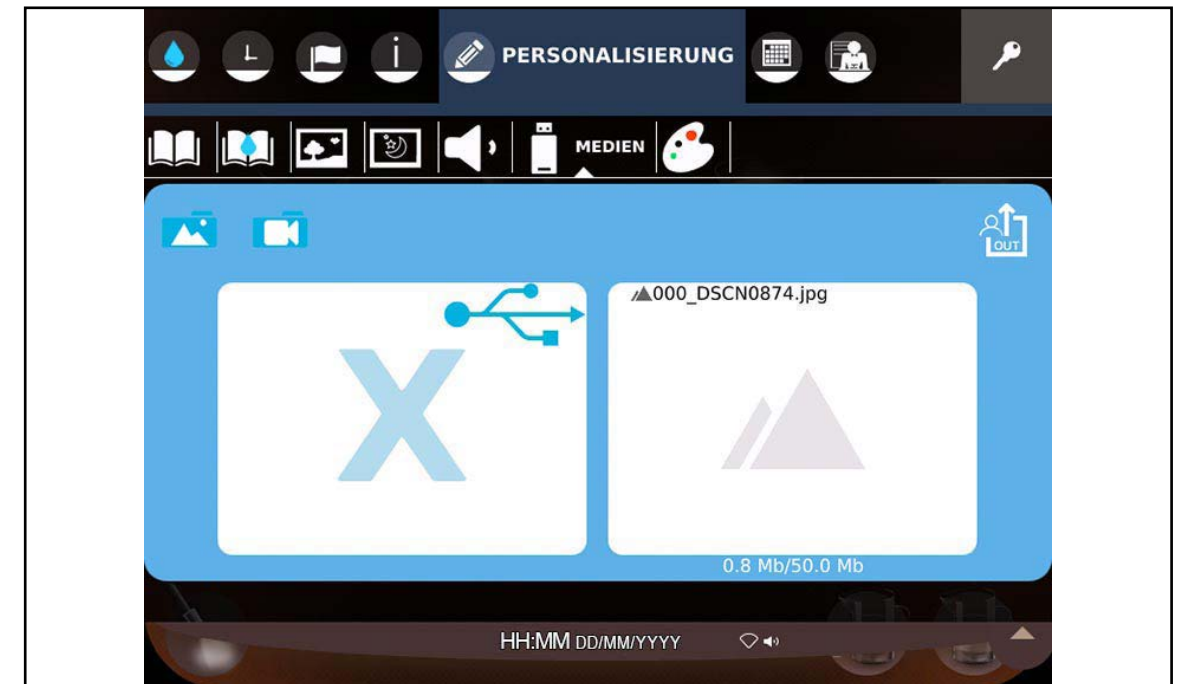 PERSONALISIERUNG
MEDIEN
OUT
X
000_DSCN0874.jpg
0.8 Mb/50.0 Mb
HH:MM DD/MM/YYYY